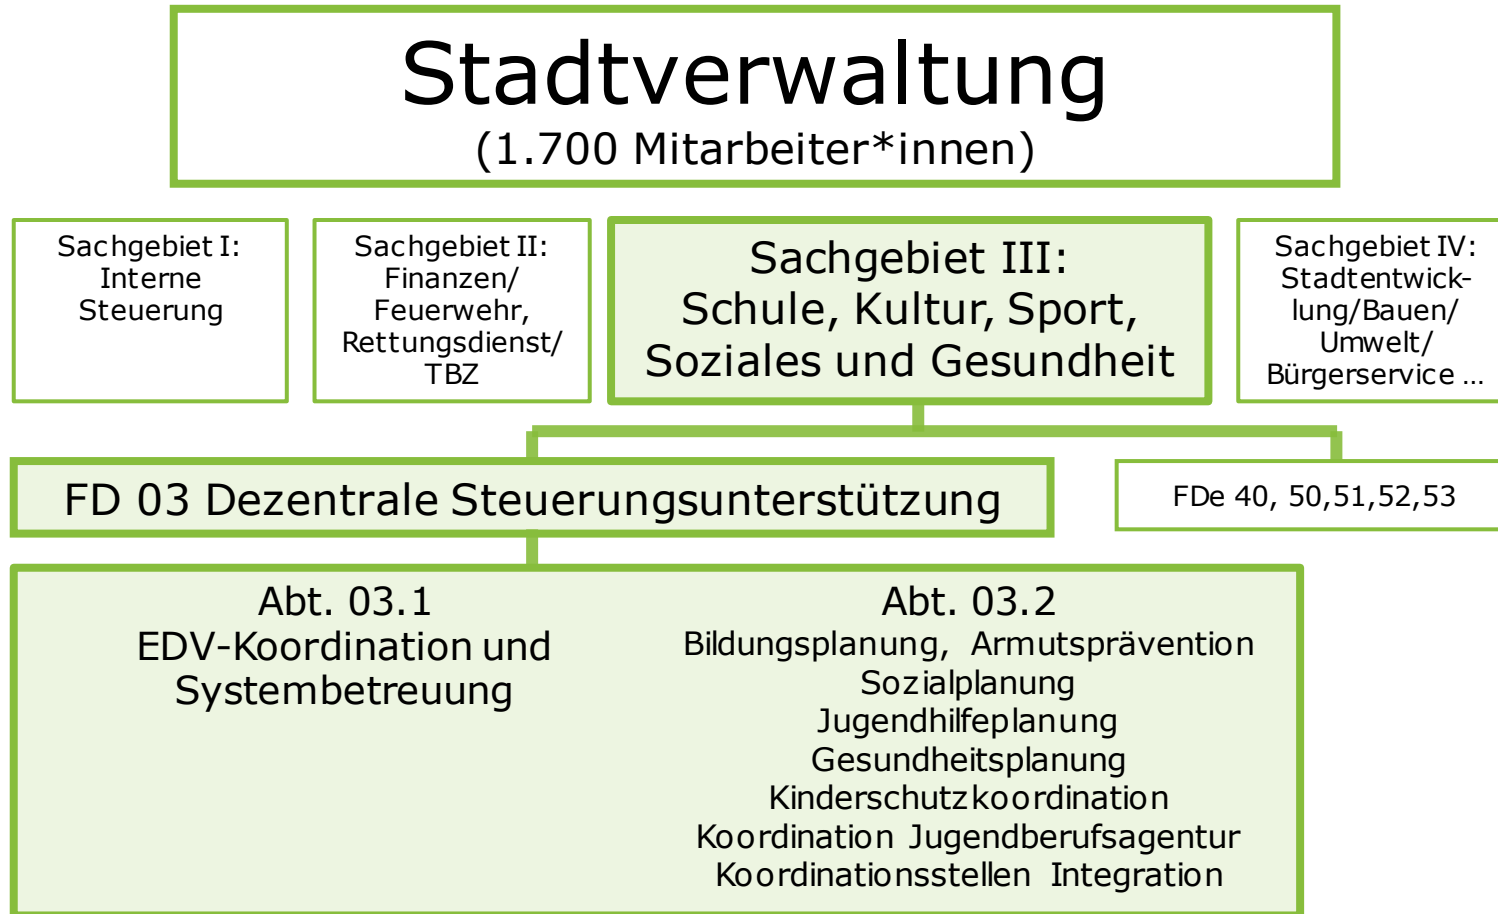 Stadtverwaltung
(1.700 Mitarbeiter*innen)
Sachgebiet I:
Interne
Steuerung
Sachgebiet II:
Finanzen/
Feuerwehr,
Rettungsdienst/
TBZ
Sachgebiet III:
Schule, Kultur, Sport,
Soziales und Gesundheit
Sachgebiet IV:
Stadtentwick-
lung/Bauen/
Umwelt/
Bürgerservice ...
FD 03 Dezentrale Steuerungsunterstützung
FDe 40, 50,51,52,53
Abt. 03.1
EDV-Koordination und
Systembetreuung
Abt. 03.2
Bildungsplanung, Armutsprävention
Sozialplanung
Jugendhilfeplanung
Gesundheitsplanung
Kinderschutzkoordination
Koordination Jugendberufsagentur
Koordinationsstellen Integration